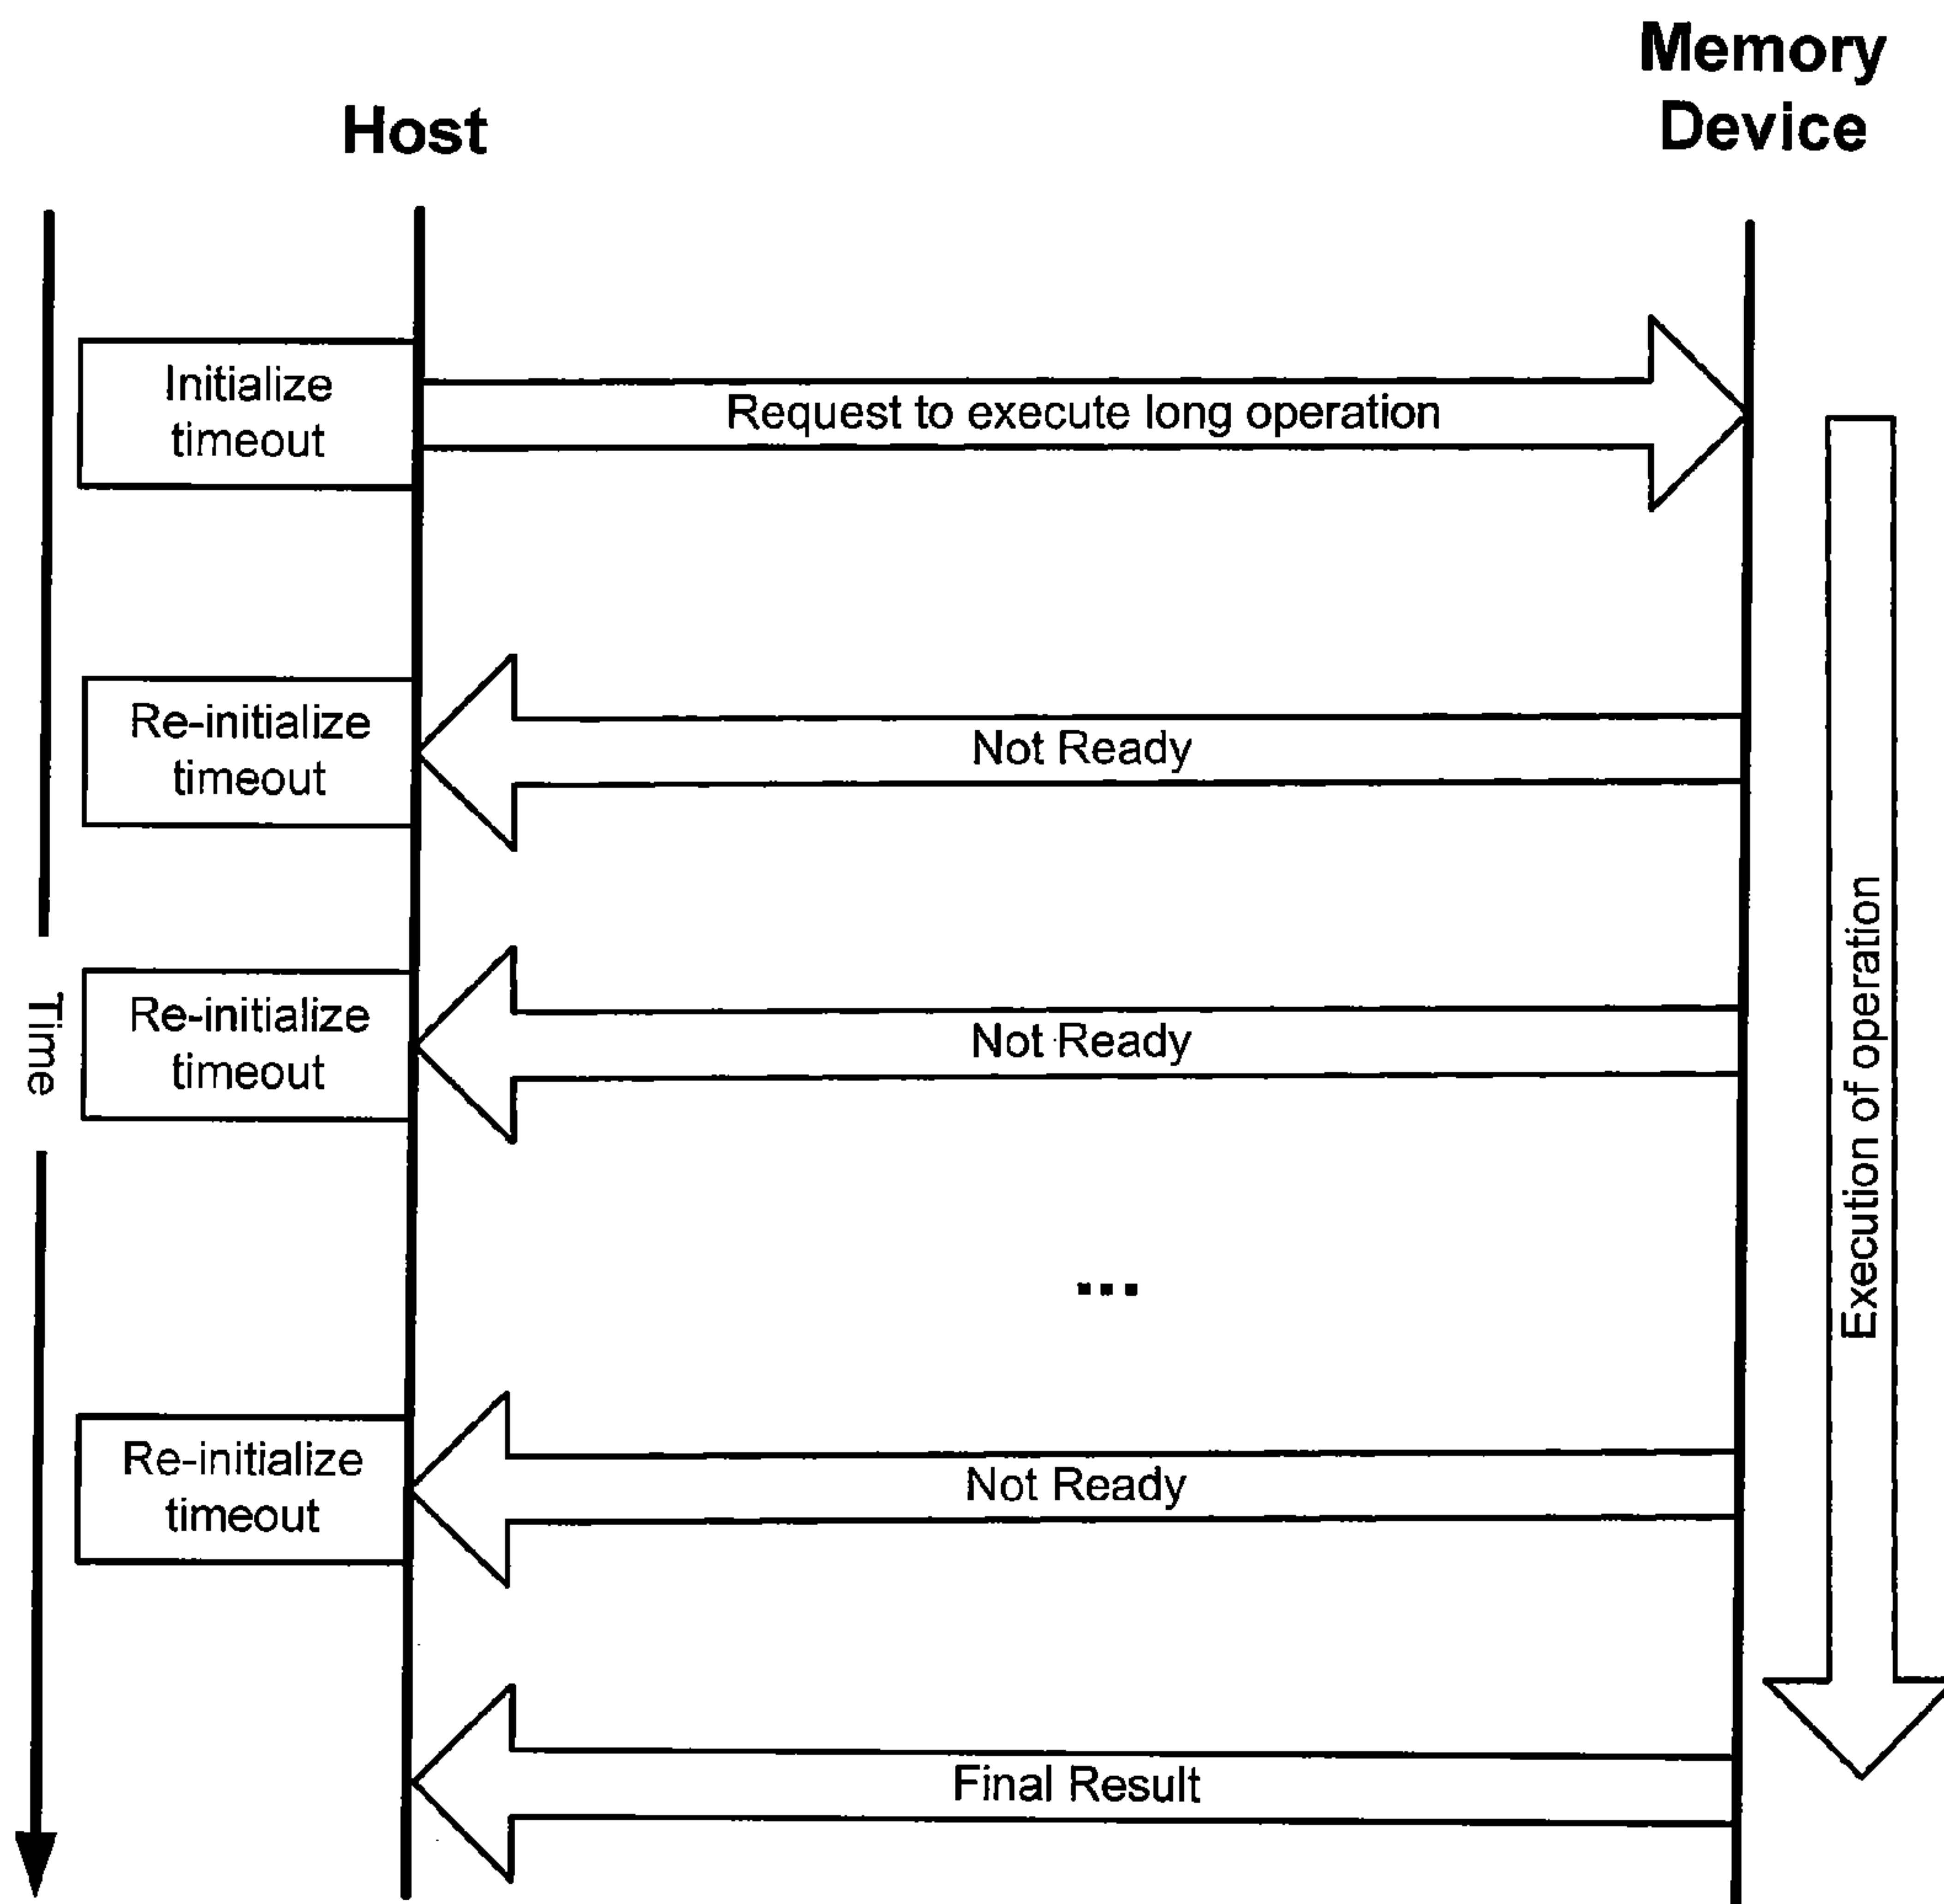 Host
Memory
Device
Initialize
timeout
Request to execute long operation
Re-initialize
timeout
Not Ready
Re-initialize
timeout
Not Ready
Time
Execution of operation
...
Re-initialize
timeout
Not Ready
Final Result